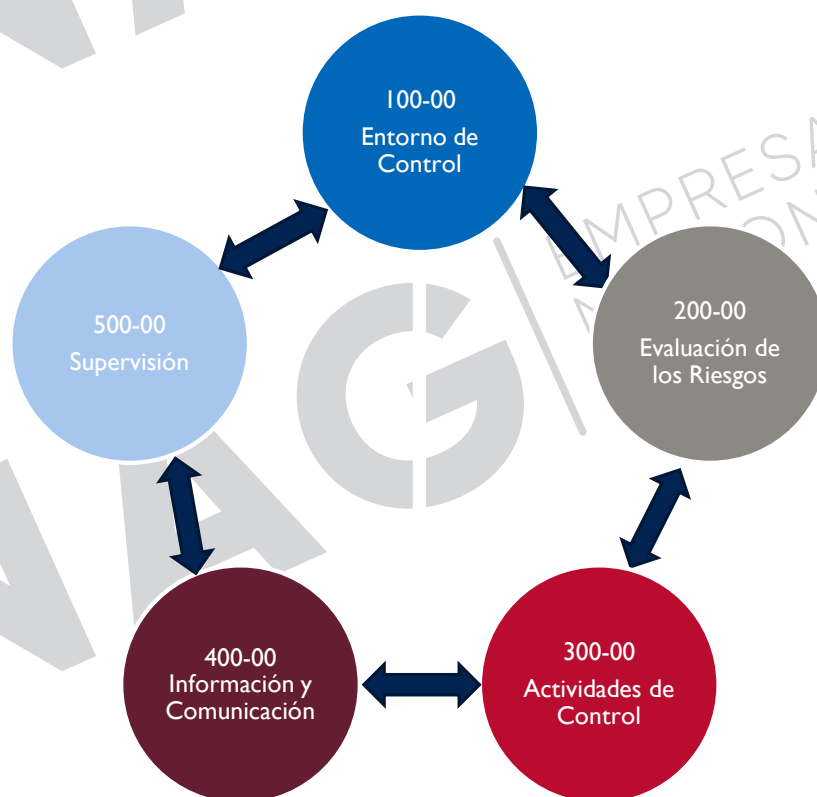 100-00
Entorno de
Control
200-00
Evaluación de
los Riesgos
300-00
Actividades de
Control
400-00
Información y
Comunicación
500-00
Supervisión